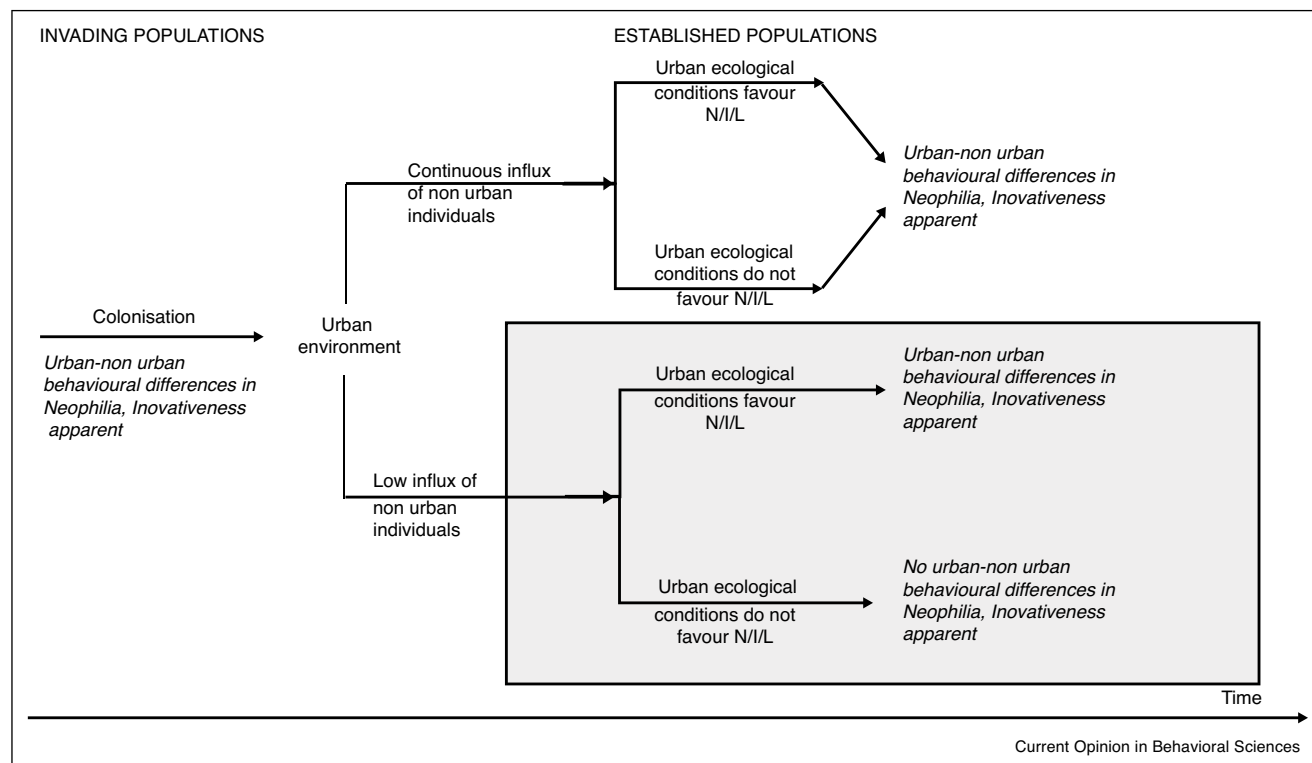 INVADING POPULATIONS
ESTABLISHED POPULATIONS
Urban ecological
conditions favour
N/I/L
Continuous influx
of non urban
individuals
Urban-non urban
behavioural differences in
Neophilia, Inovativeness
apparent
Urban ecological
conditions do not
favour N/I/L
Colonisation
Urban-non urban
behavioural differences in
Neophilia, Inovativeness
apparent
Urban
environment
Urban ecological
conditions favour
N/I/L
Urban-non urban
behavioural differences in
Neophilia, Inovativeness
apparent
Low influx of
non urban
individuals
Urban ecological
conditions do not
favour N/I/L
No urban-non urban
behavioural differences in
Neophilia, Inovativeness
apparent
Time
Current Opinion in Behavioral Sciences